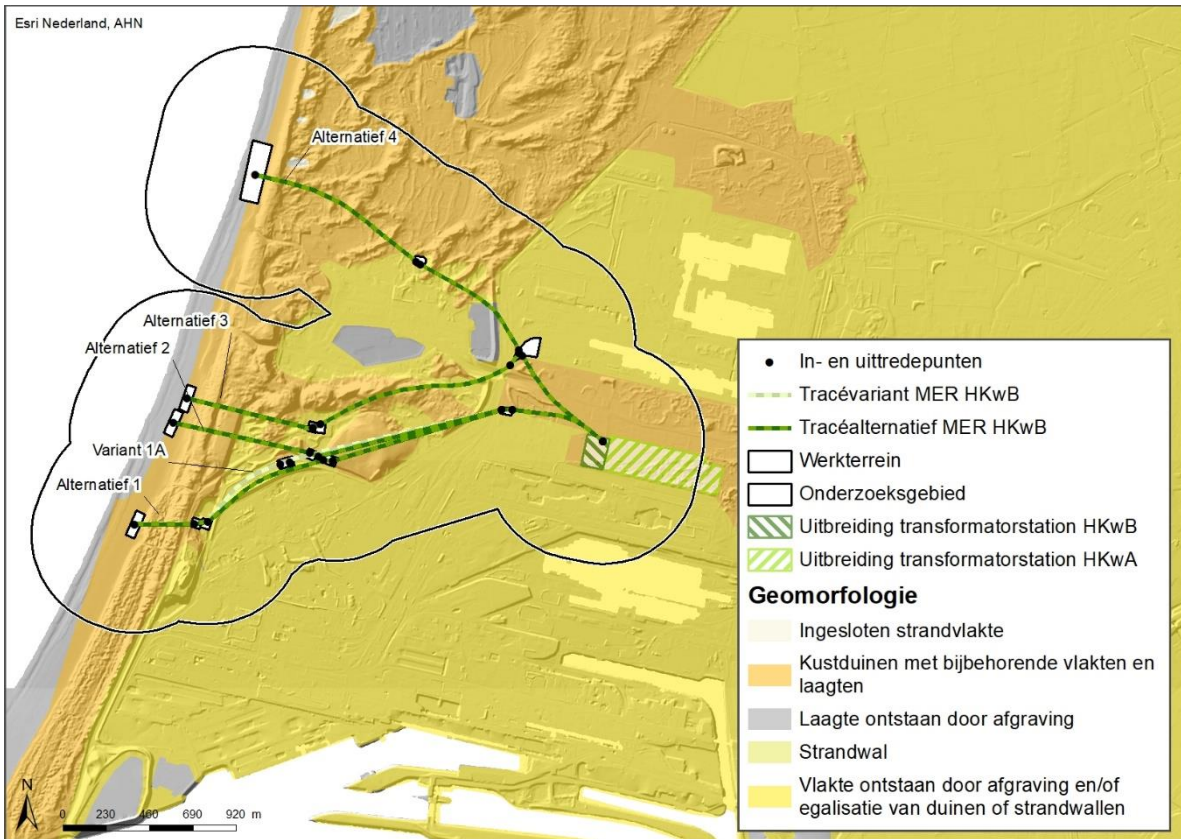 Esri Nederland, AHN
Alternatief 4
Alternatief 3
Alternatief 2
Variant 1A
Alternatief 1
N
0 230 460 690 920 m
In- en uittredepunten
Tracévariant MER HKwB
Tracéalternatief MER HKwB
Werkterrein
Onderzoeksgebied
Uitbreiding transformatorstation HKwB
Uitbreiding transformatorstation HKwA
Geomorfologie
Ingesloten strandvlakte
Kustduinen met bijbehorende vlakten en
laagten
Laagte ontstaan door afgraving
Strandwal
Vlakte ontstaan door afgraving en/of
egalisatie van duinen of strandwallen